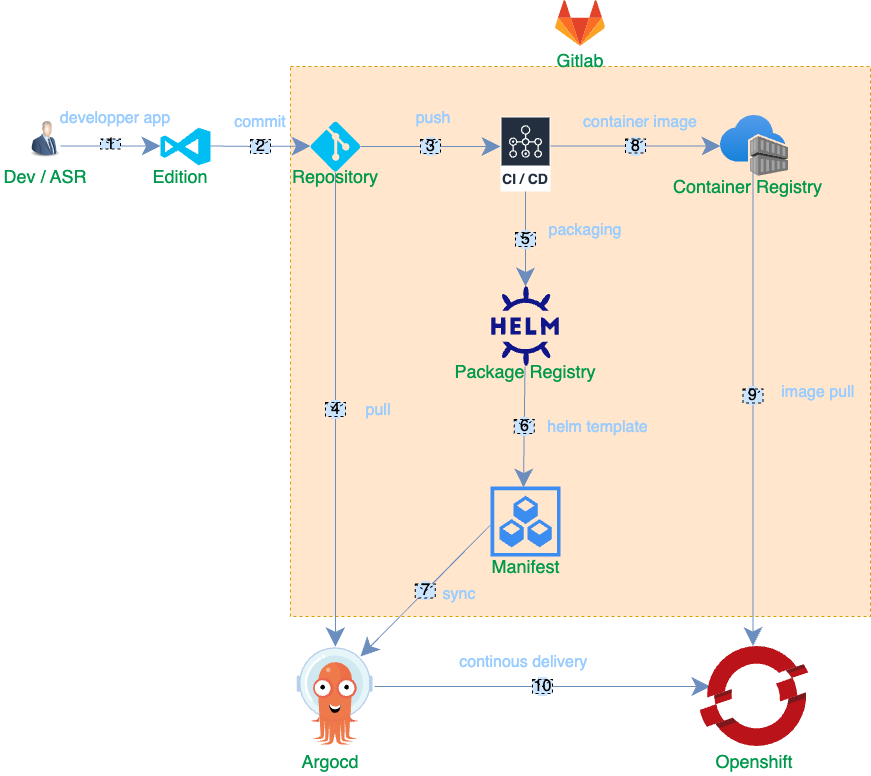 Gitlab
developper app
commit
push
container image
1
2
3
8
Dev / ASR
Edition
Repository
CI / CD
Container Registry
5
packaging
HELM
Package Registry
4
pull
9
image pull
6
helm template
Manifest
7
sync
continous delivery
10
Argocd
Openshift